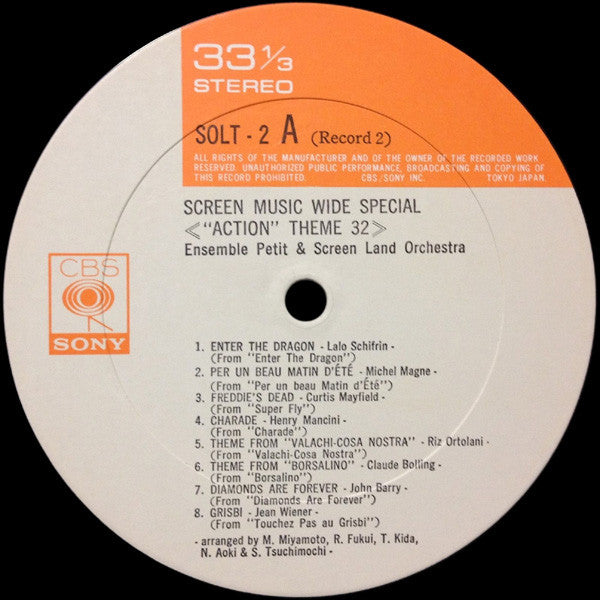 33 1/3
STEREO
SOLT - 2 A (Record 2)
ALL RIGHTS OF THE MANUFACTURER AND OF THE OWNER OF THE RECORDED WORK
RESERVED. UNAUTHORIZED PUBLIC PERFORMANCE, BROADCASTING AND COPYING OF
THIS RECORD PROHIBITED. CBS/SONY INC. TOKYO JAPAN.
SCREEN MUSIC WIDE SPECIAL
≪"ACTION" THEME 32≫
Ensemble Petit & Screen Land Orchestra
CBS
SONY
1. ENTER THE DRAGON - Lalo Schifrin -
(From "Enter The Dragon")
2. PER UN BEAU MATIN D'ÉTÉ - Michel Magne -
(From "Per un beau Matin d'Été")
3. FREDDIE'S DEAD - Curtis Mayfield -
(From "Super Fly")
4. CHARADE - Henry Mancini -
(From "Charade")
5. THEME FROM "VALACHI-COSA NOSTRA" - Riz Ortolani -
(From "Valachi-Cosa Nostra")
6. THEME FROM "BORSALINO" - Claude Bolling -
(From "Borsalino")
7. DIAMONDS ARE FOREVER - John Barry -
(From "Diamonds Are Forever")
8. GRISBI - Jean Wiener -
(From "Touchez Pas au Grisbi")
- arranged by M. Miyamoto, R. Fukui, T. Kida,
N. Aoki & S. Tsuchimochi -